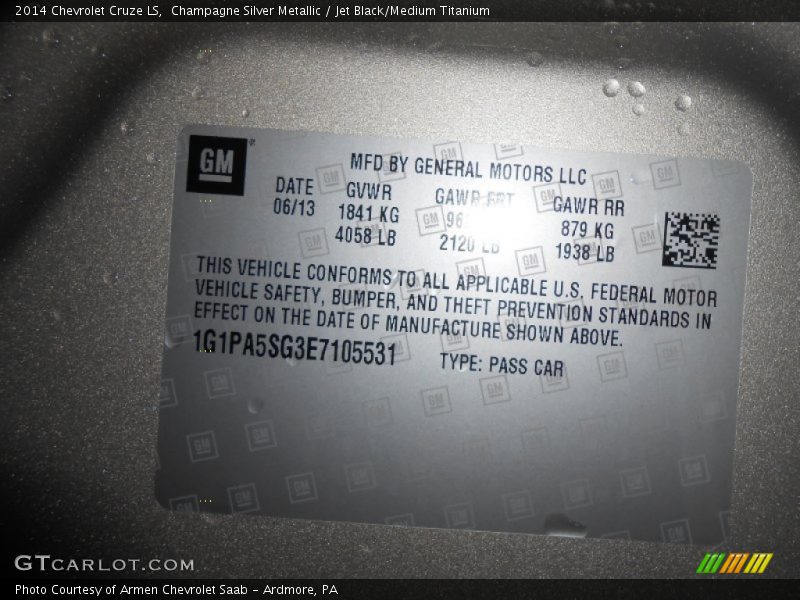 2014 Chevrolet Cruze LS,  Champagne Silver Metallic / Jet Black/Medium Titanium
GM
MFD BY GENERAL MOTORS LLC
DATE GVWR GAWR FRT GAWR RR
06/13 1841 KG 879 KG
4058 LB 2120 LB 1938 LB
THIS VEHICLE CONFORMS TO ALL APPLICABLE U.S. FEDERAL MOTOR
VEHICLE SAFETY, BUMPER, AND THEFT PREVENTION STANDARDS IN
EFFECT ON THE DATE OF MANUFACTURE SHOWN ABOVE.
1G1PA5SG3E7105531 TYPE: PASS CAR
GTcarlot.com
Photo Courtesy of Armen Chevrolet Saab - Ardmore, PA